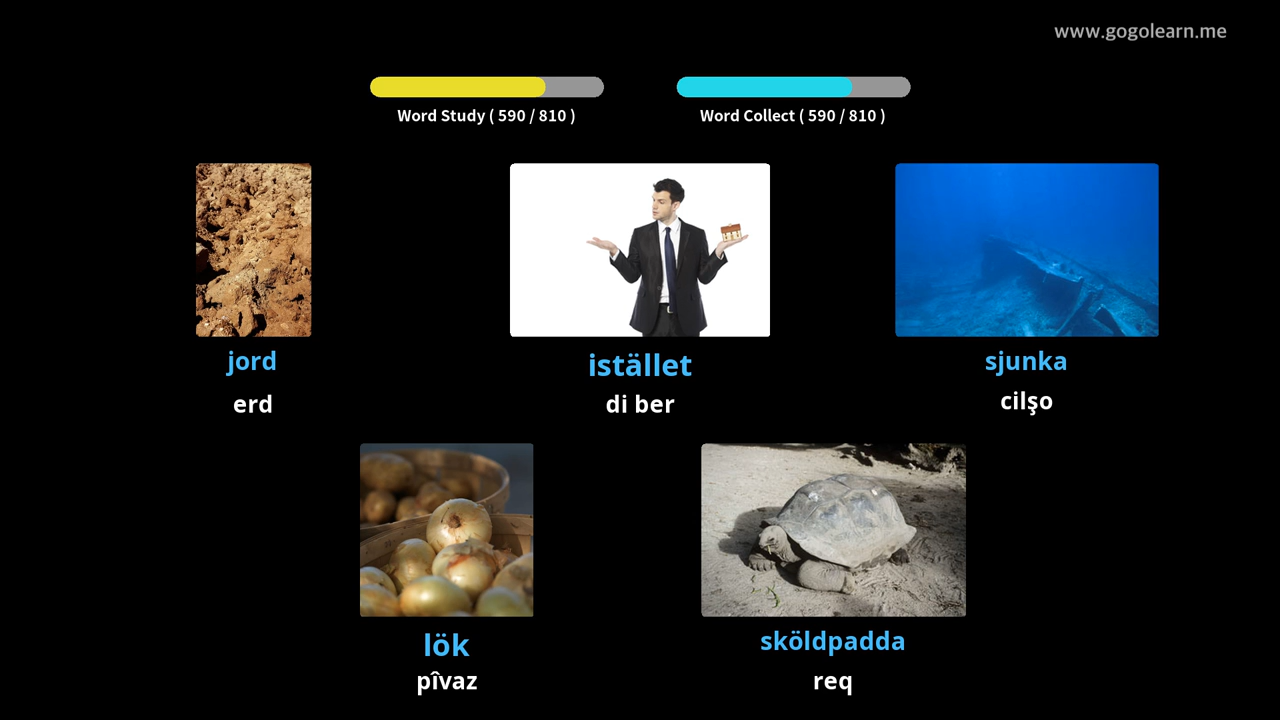 www.gogolearn.me
Word Study ( 590 / 810 )
Word Collect ( 590 / 810 )
jord
erd
istället
di ber
sjunka
cilşo
lök
pîvaz
sköldpadda
req